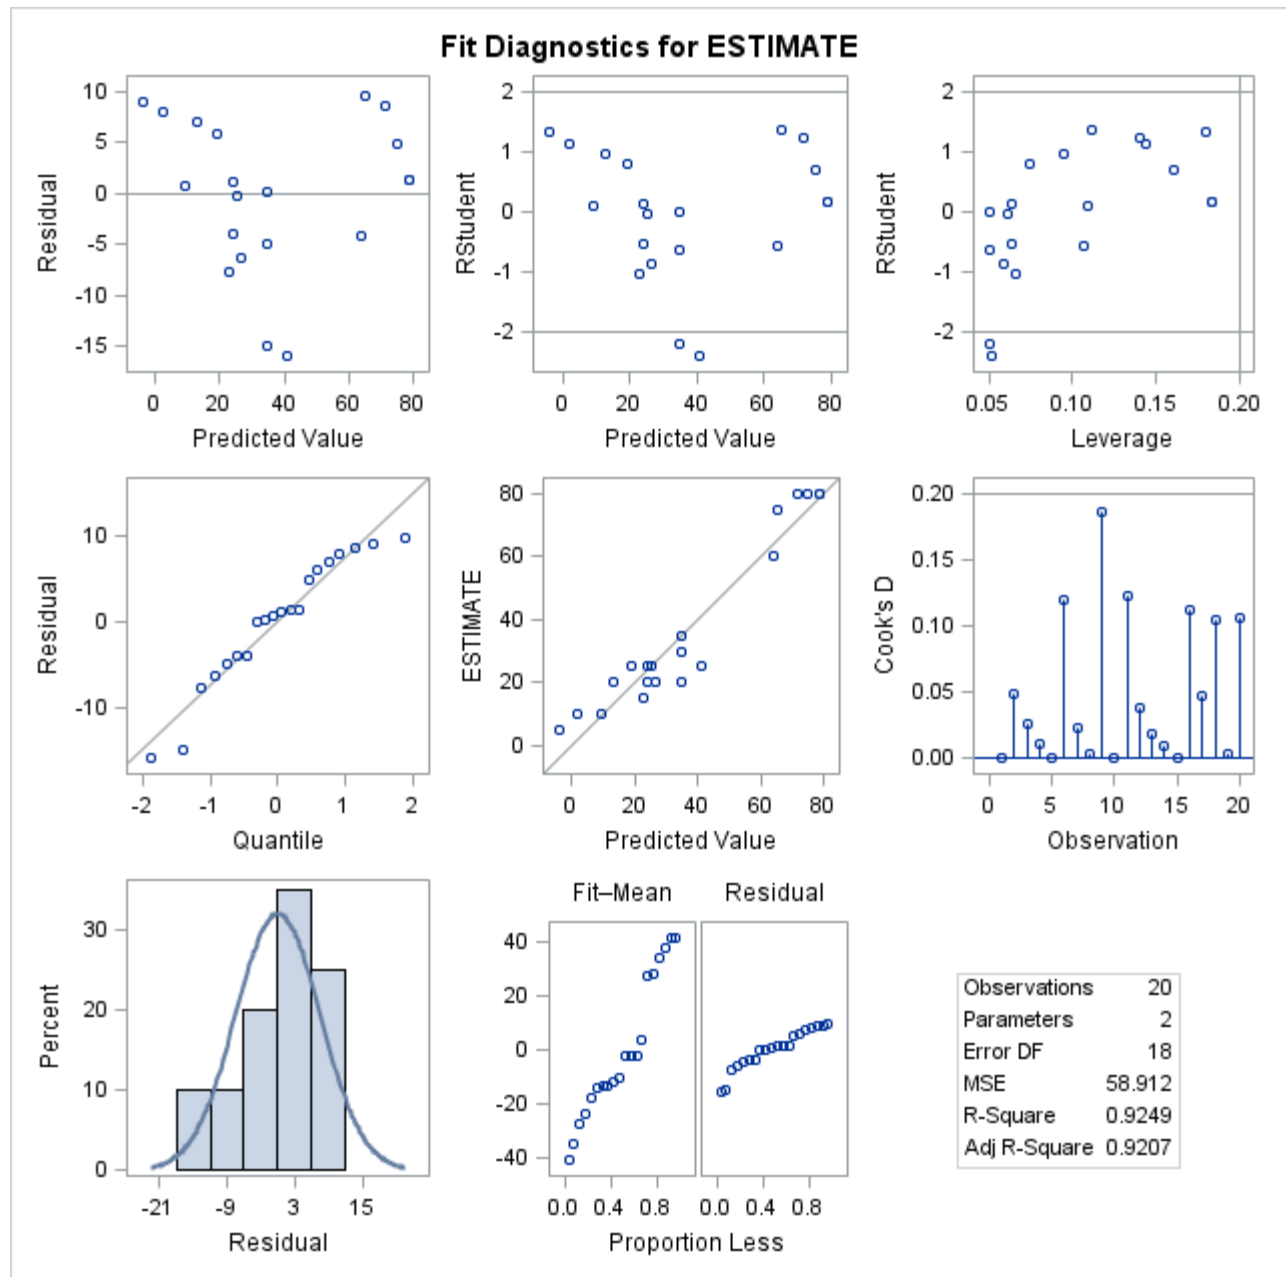 Fit Diagnostics for ESTIMATE
Residual
10
5
0
-5
-10
-15
0 20 40 60 80
Predicted Value
RStudent
2
1
0
-1
-2
0 20 40 60 80
Predicted Value
RStudent
2
1
0
-1
-2
0.05 0.10 0.15 0.20
Leverage
Residual
10
0
-10
-2 -1 0 1 2
Quantile
ESTIMATE
80
60
40
20
0
0 20 40 60 80
Predicted Value
Cook's D
0.20
0.15
0.10
0.05
0.00
0 5 10 15 20
Observation
Percent
30
20
10
0
-21 -9 3 15
Residual
Fit–Mean Residual
40
20
0
-20
-40
0.0 0.4 0.8 0.0 0.4 0.8
Proportion Less
Observations 20
Parameters 2
Error DF 18
MSE 58.912
R-Square 0.9249
Adj R-Square 0.9207